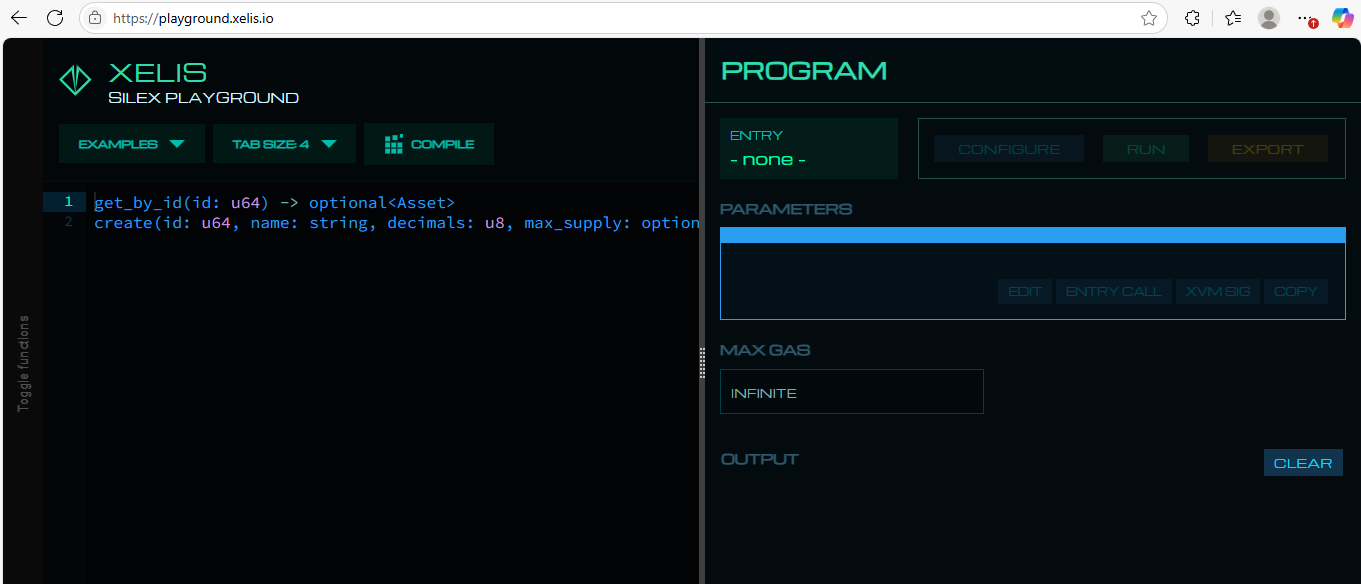 https://playground.xelis.io
XELIS
SILEX PLAYGROUND
EXAMPLES
TAB SIZE: 4
COMPILE
1 get_by_id(id: u64) -> optional<Asset>
2 create(id: u64, name: string, decimals: u8, max_supply: option
Toggle functions
PROGRAM
ENTRY
- none -
CONFIGURE
RUN
EXPORT
PARAMETERS
EDIT
ENTRY CALL
XVM SIG
COPY
MAX GAS
INFINITE
OUTPUT
CLEAR